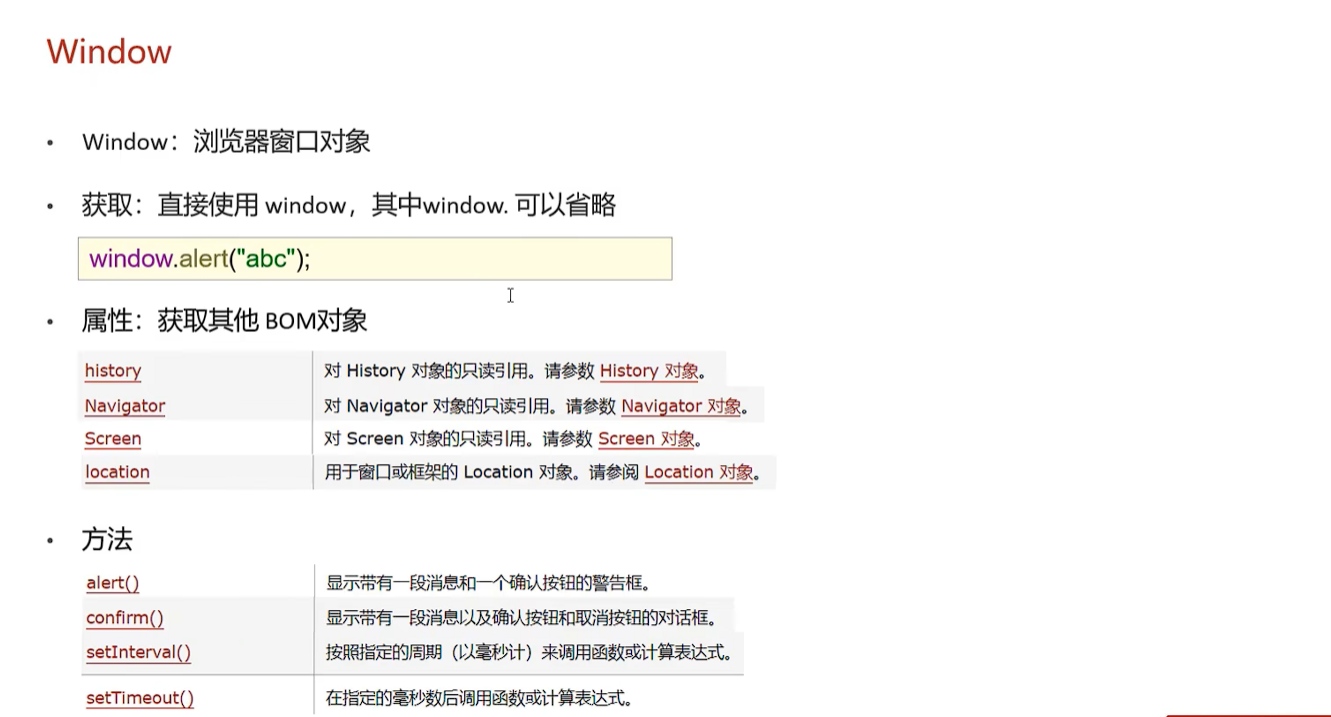 Window
• Window：浏览器窗口对象
• 获取：直接使用 window，其中window. 可以省略
window.alert("abc");
• 属性：获取其他 BOM对象
history 对 History 对象的只读引用。请参数 History 对象。
Navigator 对 Navigator 对象的只读引用。请参数 Navigator 对象。
Screen 对 Screen 对象的只读引用。请参数 Screen 对象。
location 用于窗口或框架的 Location 对象。请参阅 Location 对象。
• 方法
alert() 显示带有一段消息和一个确认按钮的警告框。
confirm() 显示带有一段消息以及确认按钮和取消按钮的对话框。
setInterval() 按照指定的周期（以毫秒计）来调用函数或计算表达式。
setTimeout() 在指定的毫秒数后调用函数或计算表达式。